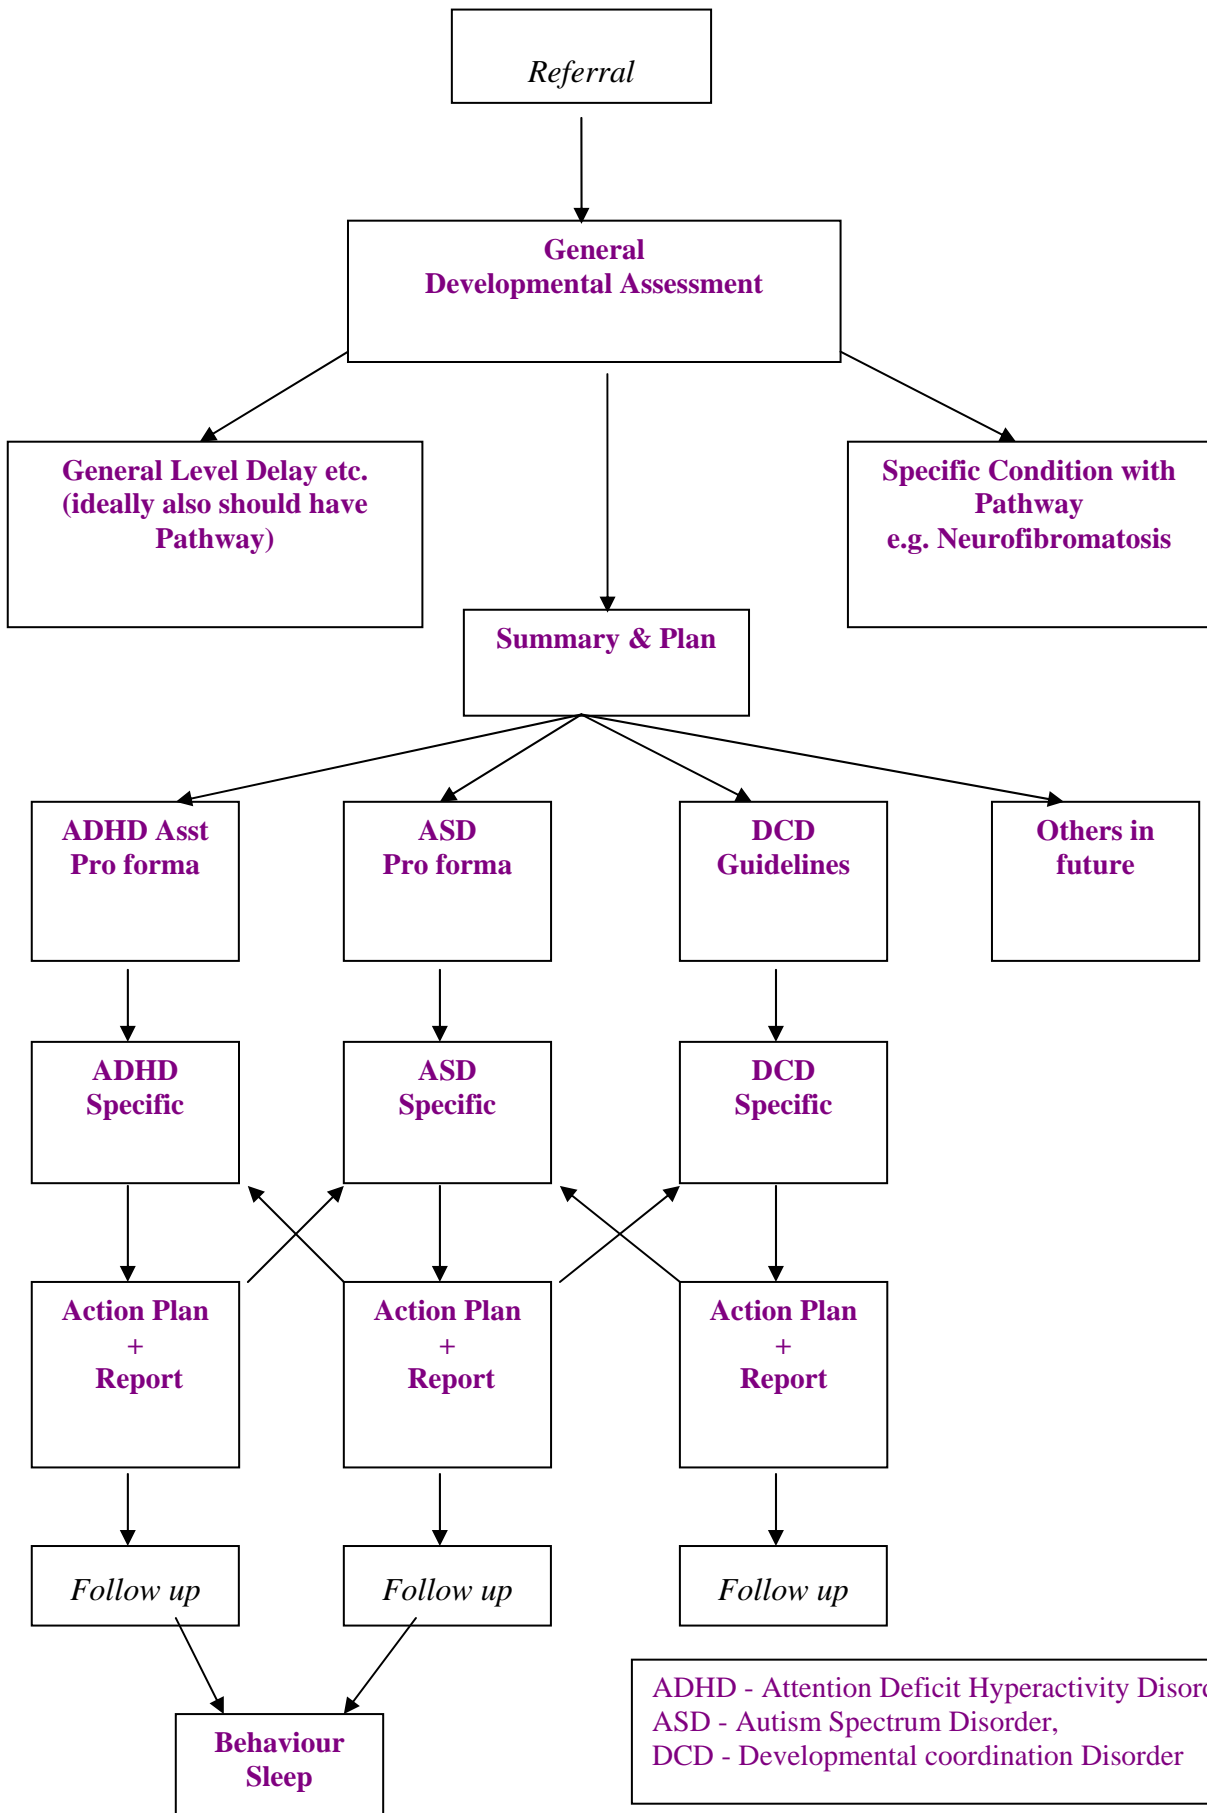 Referral
General
Developmental Assessment
General Level Delay etc.
(ideally also should have
Pathway)
Specific Condition with
Pathway
e.g. Neurofibromatosis
Summary & Plan
ADHD Asst
Pro forma
ASD
Pro forma
DCD
Guidelines
Others in
future
ADHD
Specific
ASD
Specific
DCD
Specific
Action Plan
+
Report
Action Plan
+
Report
Action Plan
+
Report
Follow up
Follow up
Follow up
Behaviour
Sleep
ADHD - Attention Deficit Hyperactivity
ASD - Autism Spectrum Disorder,
DCD - Developmental coordination Disorder